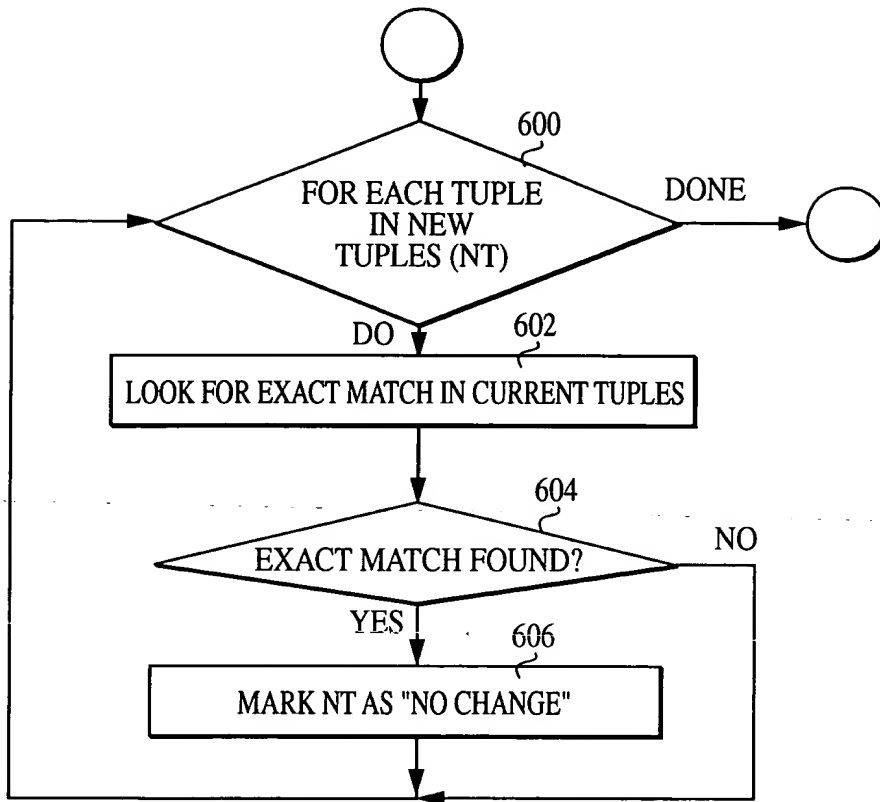 600
FOR EACH TUPLE
IN NEW
TUPLES (NT)
DONE
DO
602
LOOK FOR EXACT MATCH IN CURRENT TUPLES
604
EXACT MATCH FOUND?
NO
YES
606
MARK NT AS "NO CHANGE"